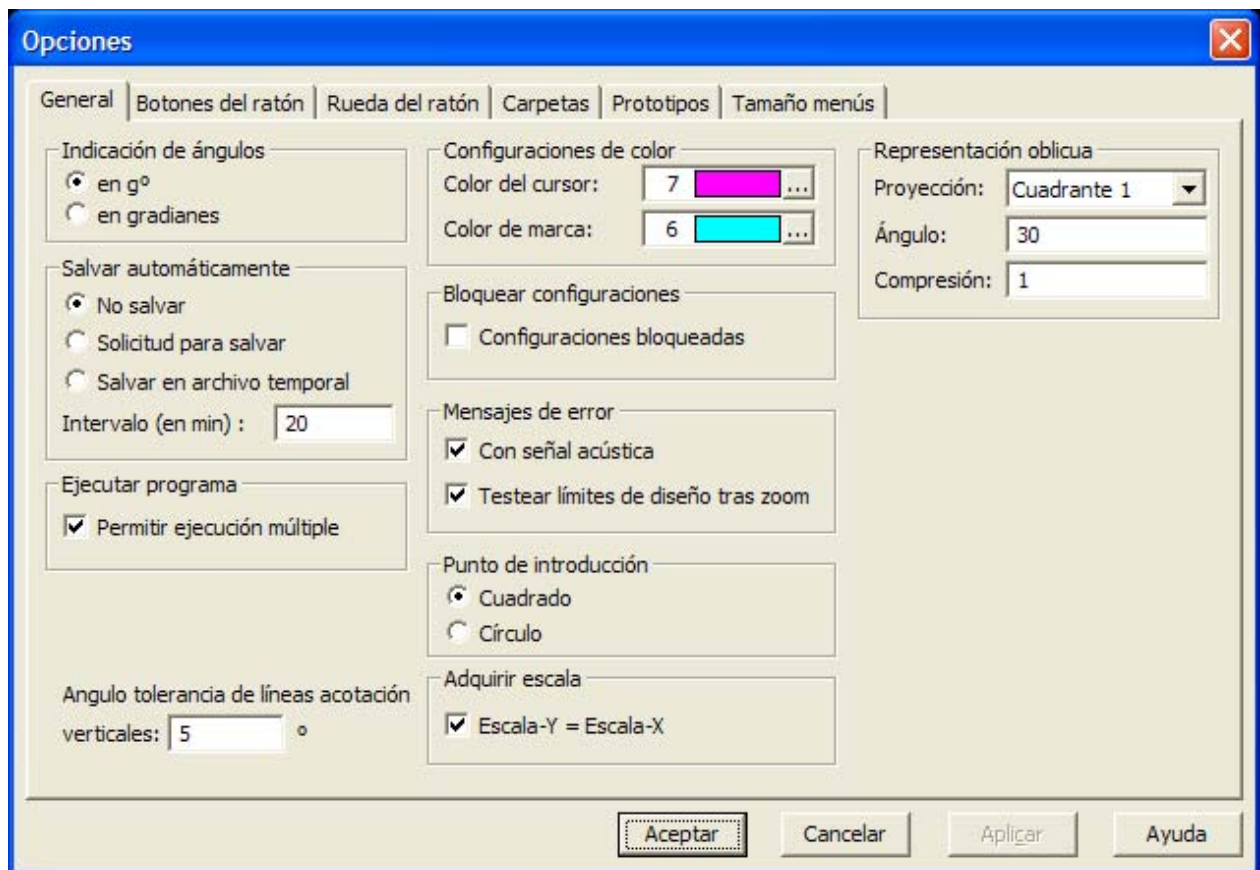 Opciones
General
Botones del ratón
Rueda del ratón
Carpetas
Prototipos
Tamaño menús
Indicación de ángulos
en gº
en gradianes
Salvar automáticamente
No salvar
Solicitud para salvar
Salvar en archivo temporal
Intervalo (en min) : 20
Ejecutar programa
Permitir ejecución múltiple
Angulo tolerancia de líneas acotación
verticales: 5 º
Configuraciones de color
Color del cursor: 7 ...
Color de marca: 6 ...
Bloquear configuraciones
Configuraciones bloqueadas
Mensajes de error
Con señal acústica
Testear límites de diseño tras zoom
Punto de introducción
Cuadrado
Círculo
Adquirir escala
Escala-Y = Escala-X
Representación oblicua
Proyección: Cuadrante 1
Ángulo: 30
Compresión: 1
Aceptar
Cancelar
Aplicar
Ayuda